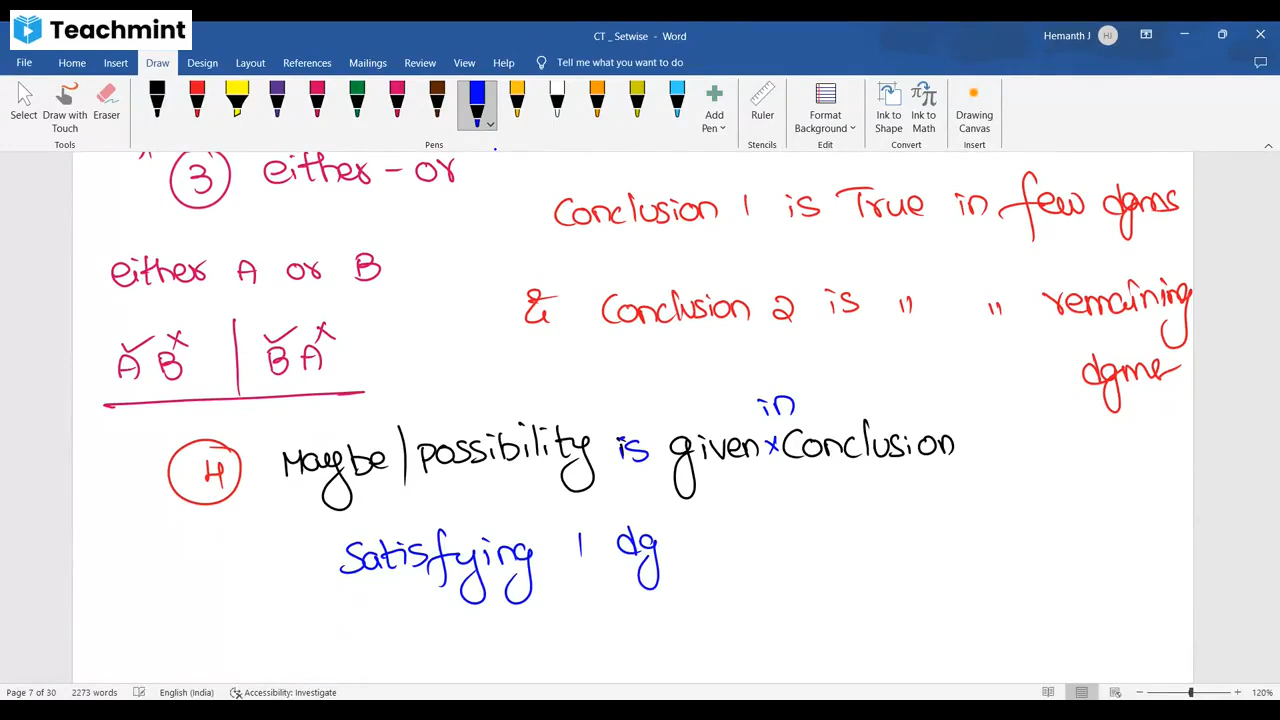 Teachmint
CT _ Setwise - Word
Hemanth J
HJ
File Home Insert Draw Design Layout References Mailings Review View Help Tell me what you want to do
Select
Draw with Touch
Eraser
Add Pen
Ruler
Format Background
Ink to Shape
Ink to Math
Drawing Canvas
Tools
Pens
Stencils
Edit
Convert
Insert
3 either - or
Conclusion 1 is True in few dgms
either A or B
& Conclusion 2 is " " remaining
dgms
A B | B A
in
4 Maybe | possibility is given x Conclusion
Satisfying 1 dg
Page 7 of 30 2273 words English (India) Accessibility: Investigate
120%